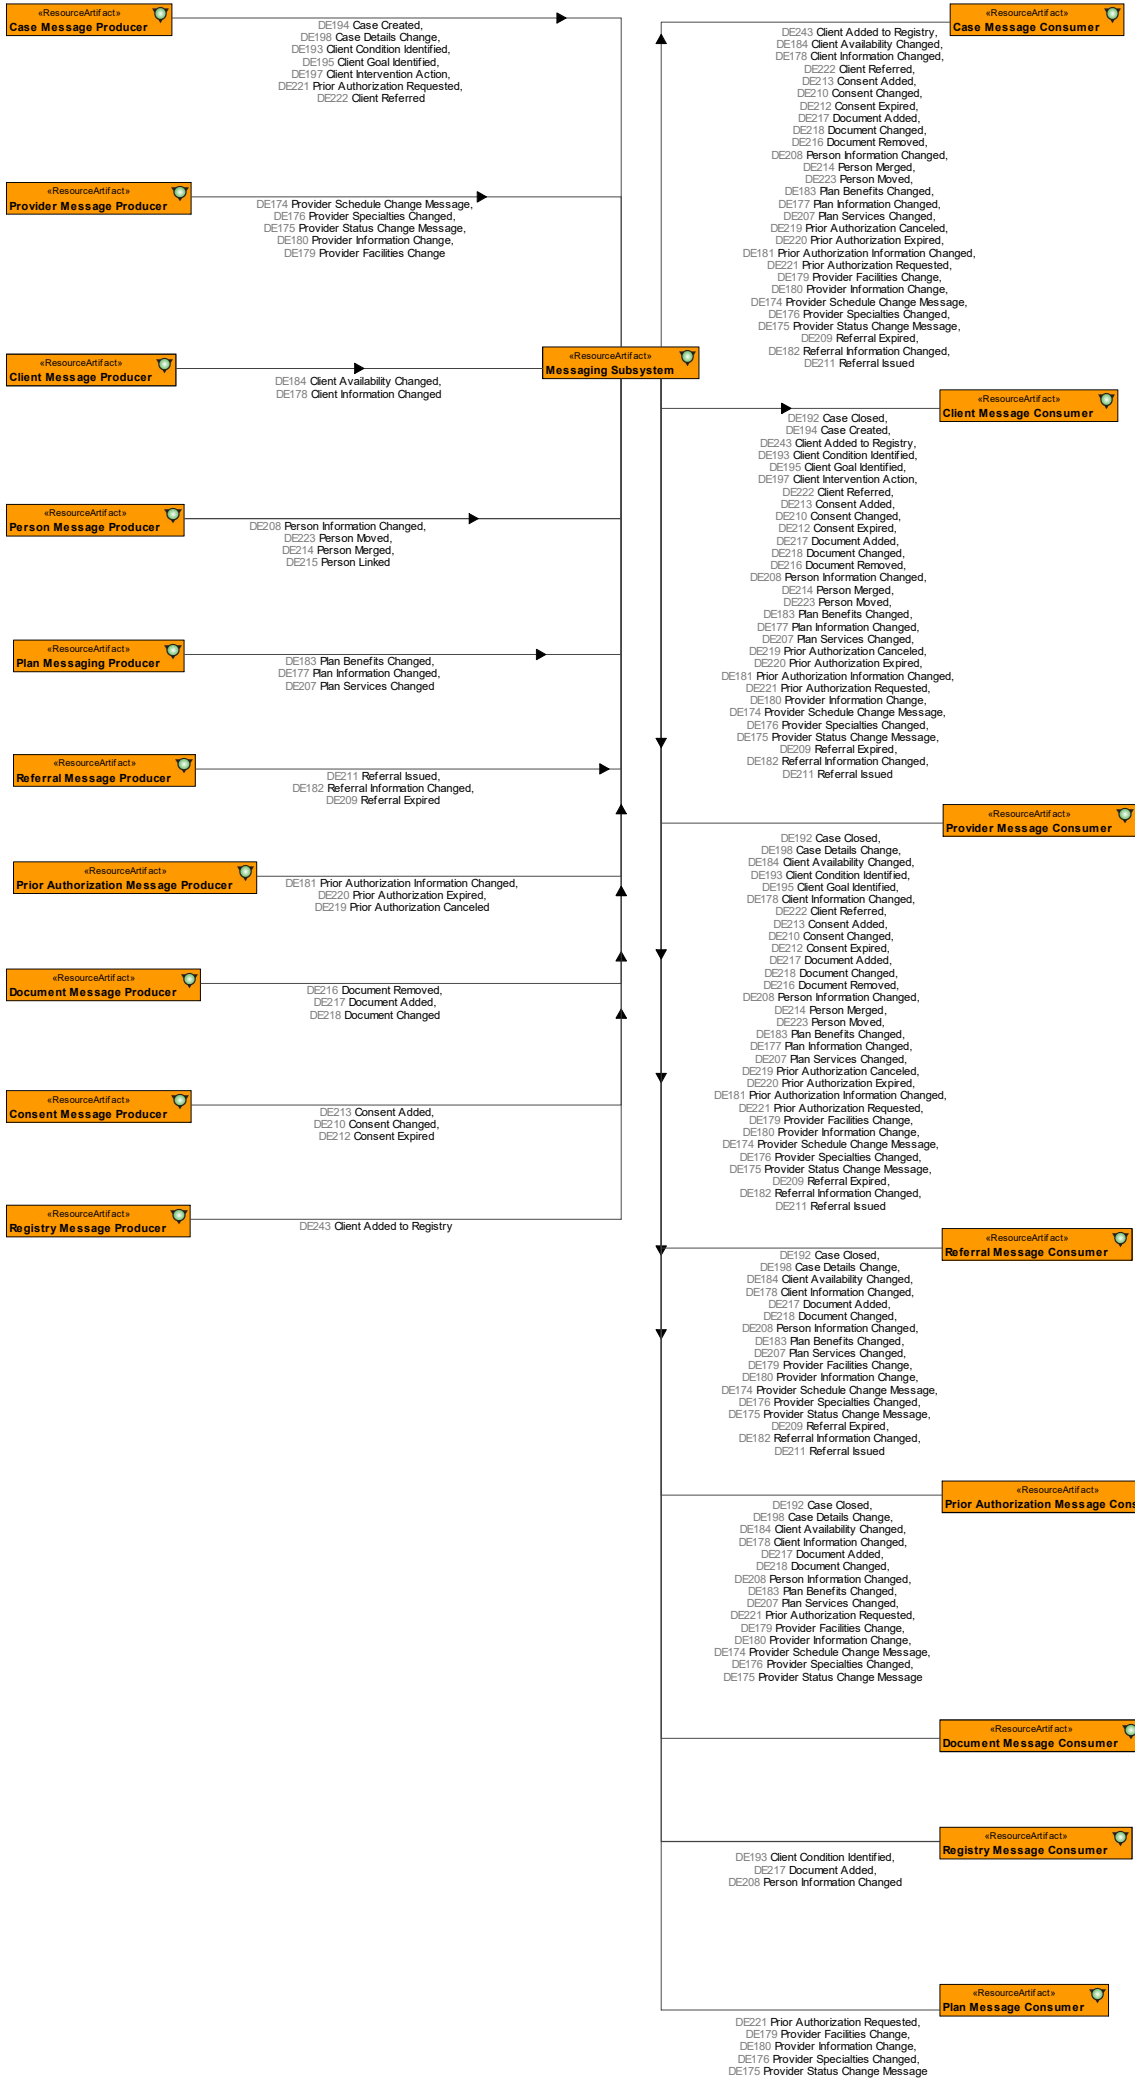 «ResourceArtifact»
Case Message Producer
DE194 Case Created,
DE198 Case Details Change,
DE193 Client Condition Identified,
DE195 Client Goal Identified,
DE197 Client Intervention Action,
DE221 Prior Authorization Requested,
DE222 Client Referred
«ResourceArtifact»
Provider Message Producer
DE174 Provider Schedule Change Message,
DE176 Provider Specialties Changed,
DE175 Provider Status Change Message,
DE180 Provider Information Change,
DE179 Provider Facilities Change
«ResourceArtifact»
Client Message Producer
DE184 Client Availability Changed,
DE178 Client Information Changed
«ResourceArtifact»
Messaging Subsystem
«ResourceArtifact»
Person Message Producer
DE208 Person Information Changed,
DE223 Person Moved,
DE214 Person Merged,
DE215 Person Linked
«ResourceArtifact»
Plan Messaging Producer
DE183 Plan Benefits Changed,
DE177 Plan Information Changed,
DE207 Plan Services Changed
«ResourceArtifact»
Referral Message Producer
DE211 Referral Issued,
DE182 Referral Information Changed,
DE209 Referral Expired
«ResourceArtifact»
Prior Authorization Message Producer
DE181 Prior Authorization Information Changed,
DE220 Prior Authorization Expired,
DE219 Prior Authorization Canceled
«ResourceArtifact»
Document Message Producer
DE216 Document Removed,
DE217 Document Added,
DE218 Document Changed
«ResourceArtifact»
Consent Message Producer
DE213 Consent Added,
DE210 Consent Changed,
DE212 Consent Expired
«ResourceArtifact»
Registry Message Producer
DE243 Client Added to Registry
«ResourceArtifact»
Case Message Consumer
DE243 Client Added to Registry,
DE184 Client Availability Changed,
DE178 Client Information Changed,
DE222 Client Referred,
DE213 Consent Added,
DE210 Consent Changed,
DE212 Consent Expired,
DE217 Document Added,
DE218 Document Changed,
DE216 Document Removed,
DE208 Person Information Changed,
DE214 Person Merged,
DE223 Person Moved,
DE183 Plan Benefits Changed,
DE177 Plan Information Changed,
DE207 Plan Services Changed,
DE219 Prior Authorization Canceled,
DE220 Prior Authorization Expired,
DE181 Prior Authorization Information Changed,
DE221 Prior Authorization Requested,
DE179 Provider Facilities Change,
DE180 Provider Information Change,
DE174 Provider Schedule Change Message,
DE176 Provider Specialties Changed,
DE175 Provider Status Change Message,
DE209 Referral Expired,
DE182 Referral Information Changed,
DE211 Referral Issued
«ResourceArtifact»
Client Message Consumer
DE192 Case Closed,
DE194 Case Created,
DE243 Client Added to Registry,
DE193 Client Condition Identified,
DE195 Client Goal Identified,
DE197 Client Intervention Action,
DE222 Client Referred,
DE213 Consent Added,
DE210 Consent Changed,
DE212 Consent Expired,
DE217 Document Added,
DE218 Document Changed,
DE216 Document Removed,
DE208 Person Information Changed,
DE214 Person Merged,
DE223 Person Moved,
DE183 Plan Benefits Changed,
DE177 Plan Information Changed,
DE207 Plan Services Changed,
DE219 Prior Authorization Canceled,
DE220 Prior Authorization Expired,
DE181 Prior Authorization Information Changed,
DE221 Prior Authorization Requested,
DE180 Provider Information Change,
DE174 Provider Schedule Change Message,
DE176 Provider Specialties Changed,
DE175 Provider Status Change Message,
DE209 Referral Expired,
DE182 Referral Information Changed,
DE211 Referral Issued
«ResourceArtifact»
Provider Message Consumer
DE192 Case Closed,
DE198 Case Details Change,
DE184 Client Availability Changed,
DE193 Client Condition Identified,
DE195 Client Goal Identified,
DE178 Client Information Changed,
DE222 Client Referred,
DE213 Consent Added,
DE210 Consent Changed,
DE212 Consent Expired,
DE217 Document Added,
DE218 Document Changed,
DE216 Document Removed,
DE208 Person Information Changed,
DE214 Person Merged,
DE223 Person Moved,
DE183 Plan Benefits Changed,
DE177 Plan Information Changed,
DE207 Plan Services Changed,
DE219 Prior Authorization Canceled,
DE220 Prior Authorization Expired,
DE181 Prior Authorization Information Changed,
DE221 Prior Authorization Requested,
DE179 Provider Facilities Change,
DE180 Provider Information Change,
DE174 Provider Schedule Change Message,
DE176 Provider Specialties Changed,
DE175 Provider Status Change Message,
DE209 Referral Expired,
DE182 Referral Information Changed,
DE211 Referral Issued
«ResourceArtifact»
Referral Message Consumer
DE192 Case Closed,
DE198 Case Details Change,
DE184 Client Availability Changed,
DE178 Client Information Changed,
DE217 Document Added,
DE218 Document Changed,
DE208 Person Information Changed,
DE183 Plan Benefits Changed,
DE207 Plan Services Changed,
DE179 Provider Facilities Change,
DE180 Provider Information Change,
DE174 Provider Schedule Change Message,
DE176 Provider Specialties Changed,
DE175 Provider Status Change Message,
DE209 Referral Expired,
DE182 Referral Information Changed,
DE211 Referral Issued
«ResourceArtifact»
Prior Authorization Message Cons
DE192 Case Closed,
DE198 Case Details Change,
DE184 Client Availability Changed,
DE178 Client Information Changed,
DE217 Document Added,
DE218 Document Changed,
DE208 Person Information Changed,
DE183 Plan Benefits Changed,
DE207 Plan Services Changed,
DE221 Prior Authorization Requested,
DE179 Provider Facilities Change,
DE180 Provider Information Change,
DE174 Provider Schedule Change Message,
DE176 Provider Specialties Changed,
DE175 Provider Status Change Message
«ResourceArtifact»
Document Message Consumer
«ResourceArtifact»
Registry Message Consumer
DE193 Client Condition Identified,
DE217 Document Added,
DE208 Person Information Changed
«ResourceArtifact»
Plan Message Consumer
DE221 Prior Authorization Requested,
DE179 Provider Facilities Change,
DE180 Provider Information Change,
DE176 Provider Specialties Changed,
DE175 Provider Status Change Message